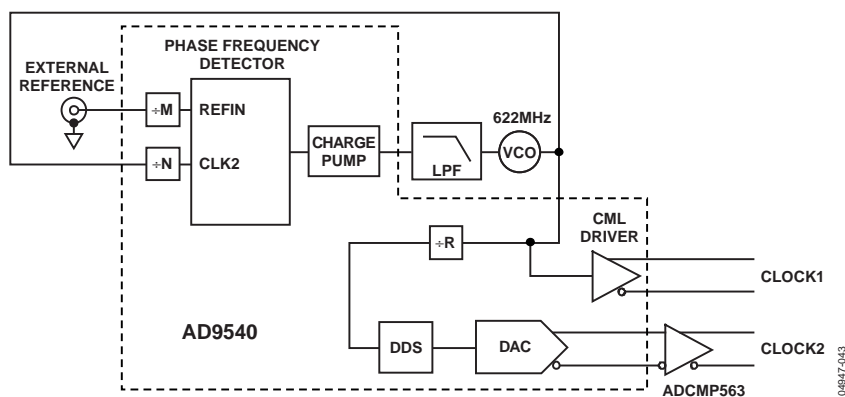 PHASE FREQUENCY
DETECTOR
EXTERNAL
REFERENCE
÷M
REFIN
÷N
CLK2
CHARGE
PUMP
LPF
622MHz
VCO
÷R
CML
DRIVER
CLOCK1
AD9540
DDS
DAC
CLOCK2
ADCMP563
04947-043